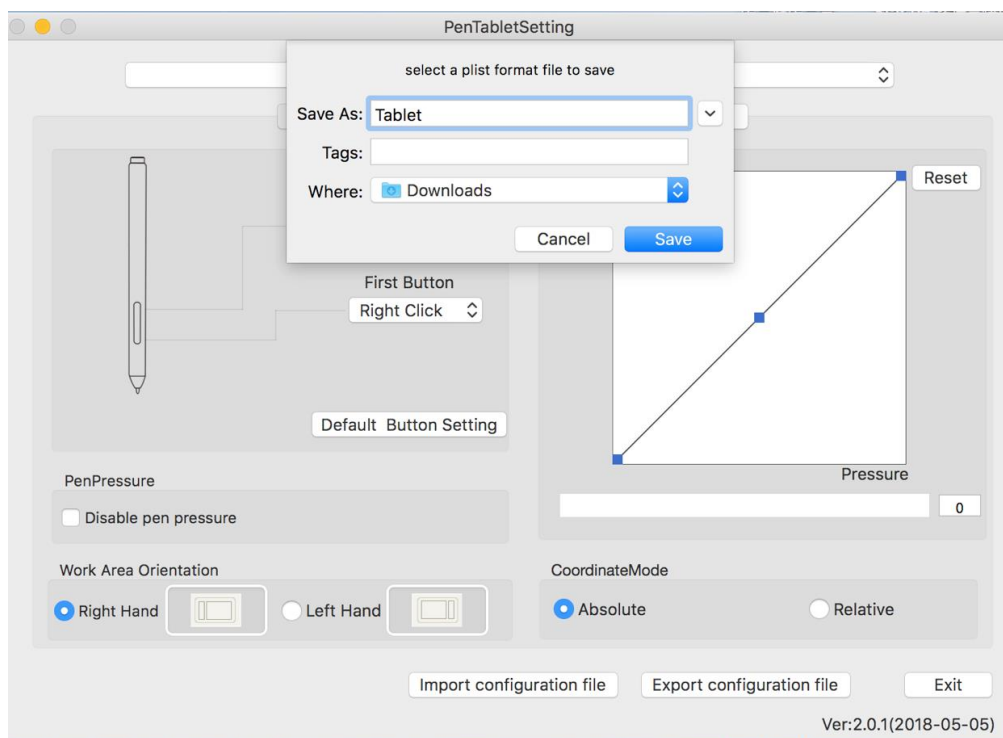 PenTabletSetting
select a plist format file to save
Save As: Tablet
Tags:
Where: Downloads
Cancel Save
Reset
First Button
Right Click
Default Button Setting
Pressure
0
PenPressure
Disable pen pressure
Work Area Orientation
Right Hand
Left Hand
CoordinateMode
Absolute
Relative
Import configuration file
Export configuration file
Exit
Ver:2.0.1(2018-05-05)